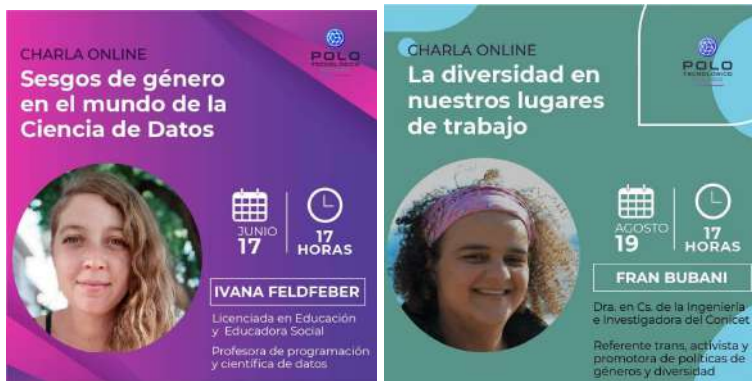 CHARLA ONLINE
Sesgos de género
en el mundo de la
Ciencia de Datos
POLO
TECNOLÓGICO
JUNIO
17
17
HORAS
IVANA FELDFEBER
Licenciada en Educación
y Educadora Social
Profesora de programación
y científica de datos
CHARLA ONLINE
La diversidad en
nuestros lugares
de trabajo
POLO
TECNOLÓGICO
AGOSTO
19
17
HORAS
FRAN BUBANI
Dra. en Cs. de la Ingeniería
e Investigadora del Conicet
Referente trans, activista y
promotora de políticas de
géneros y diversidad